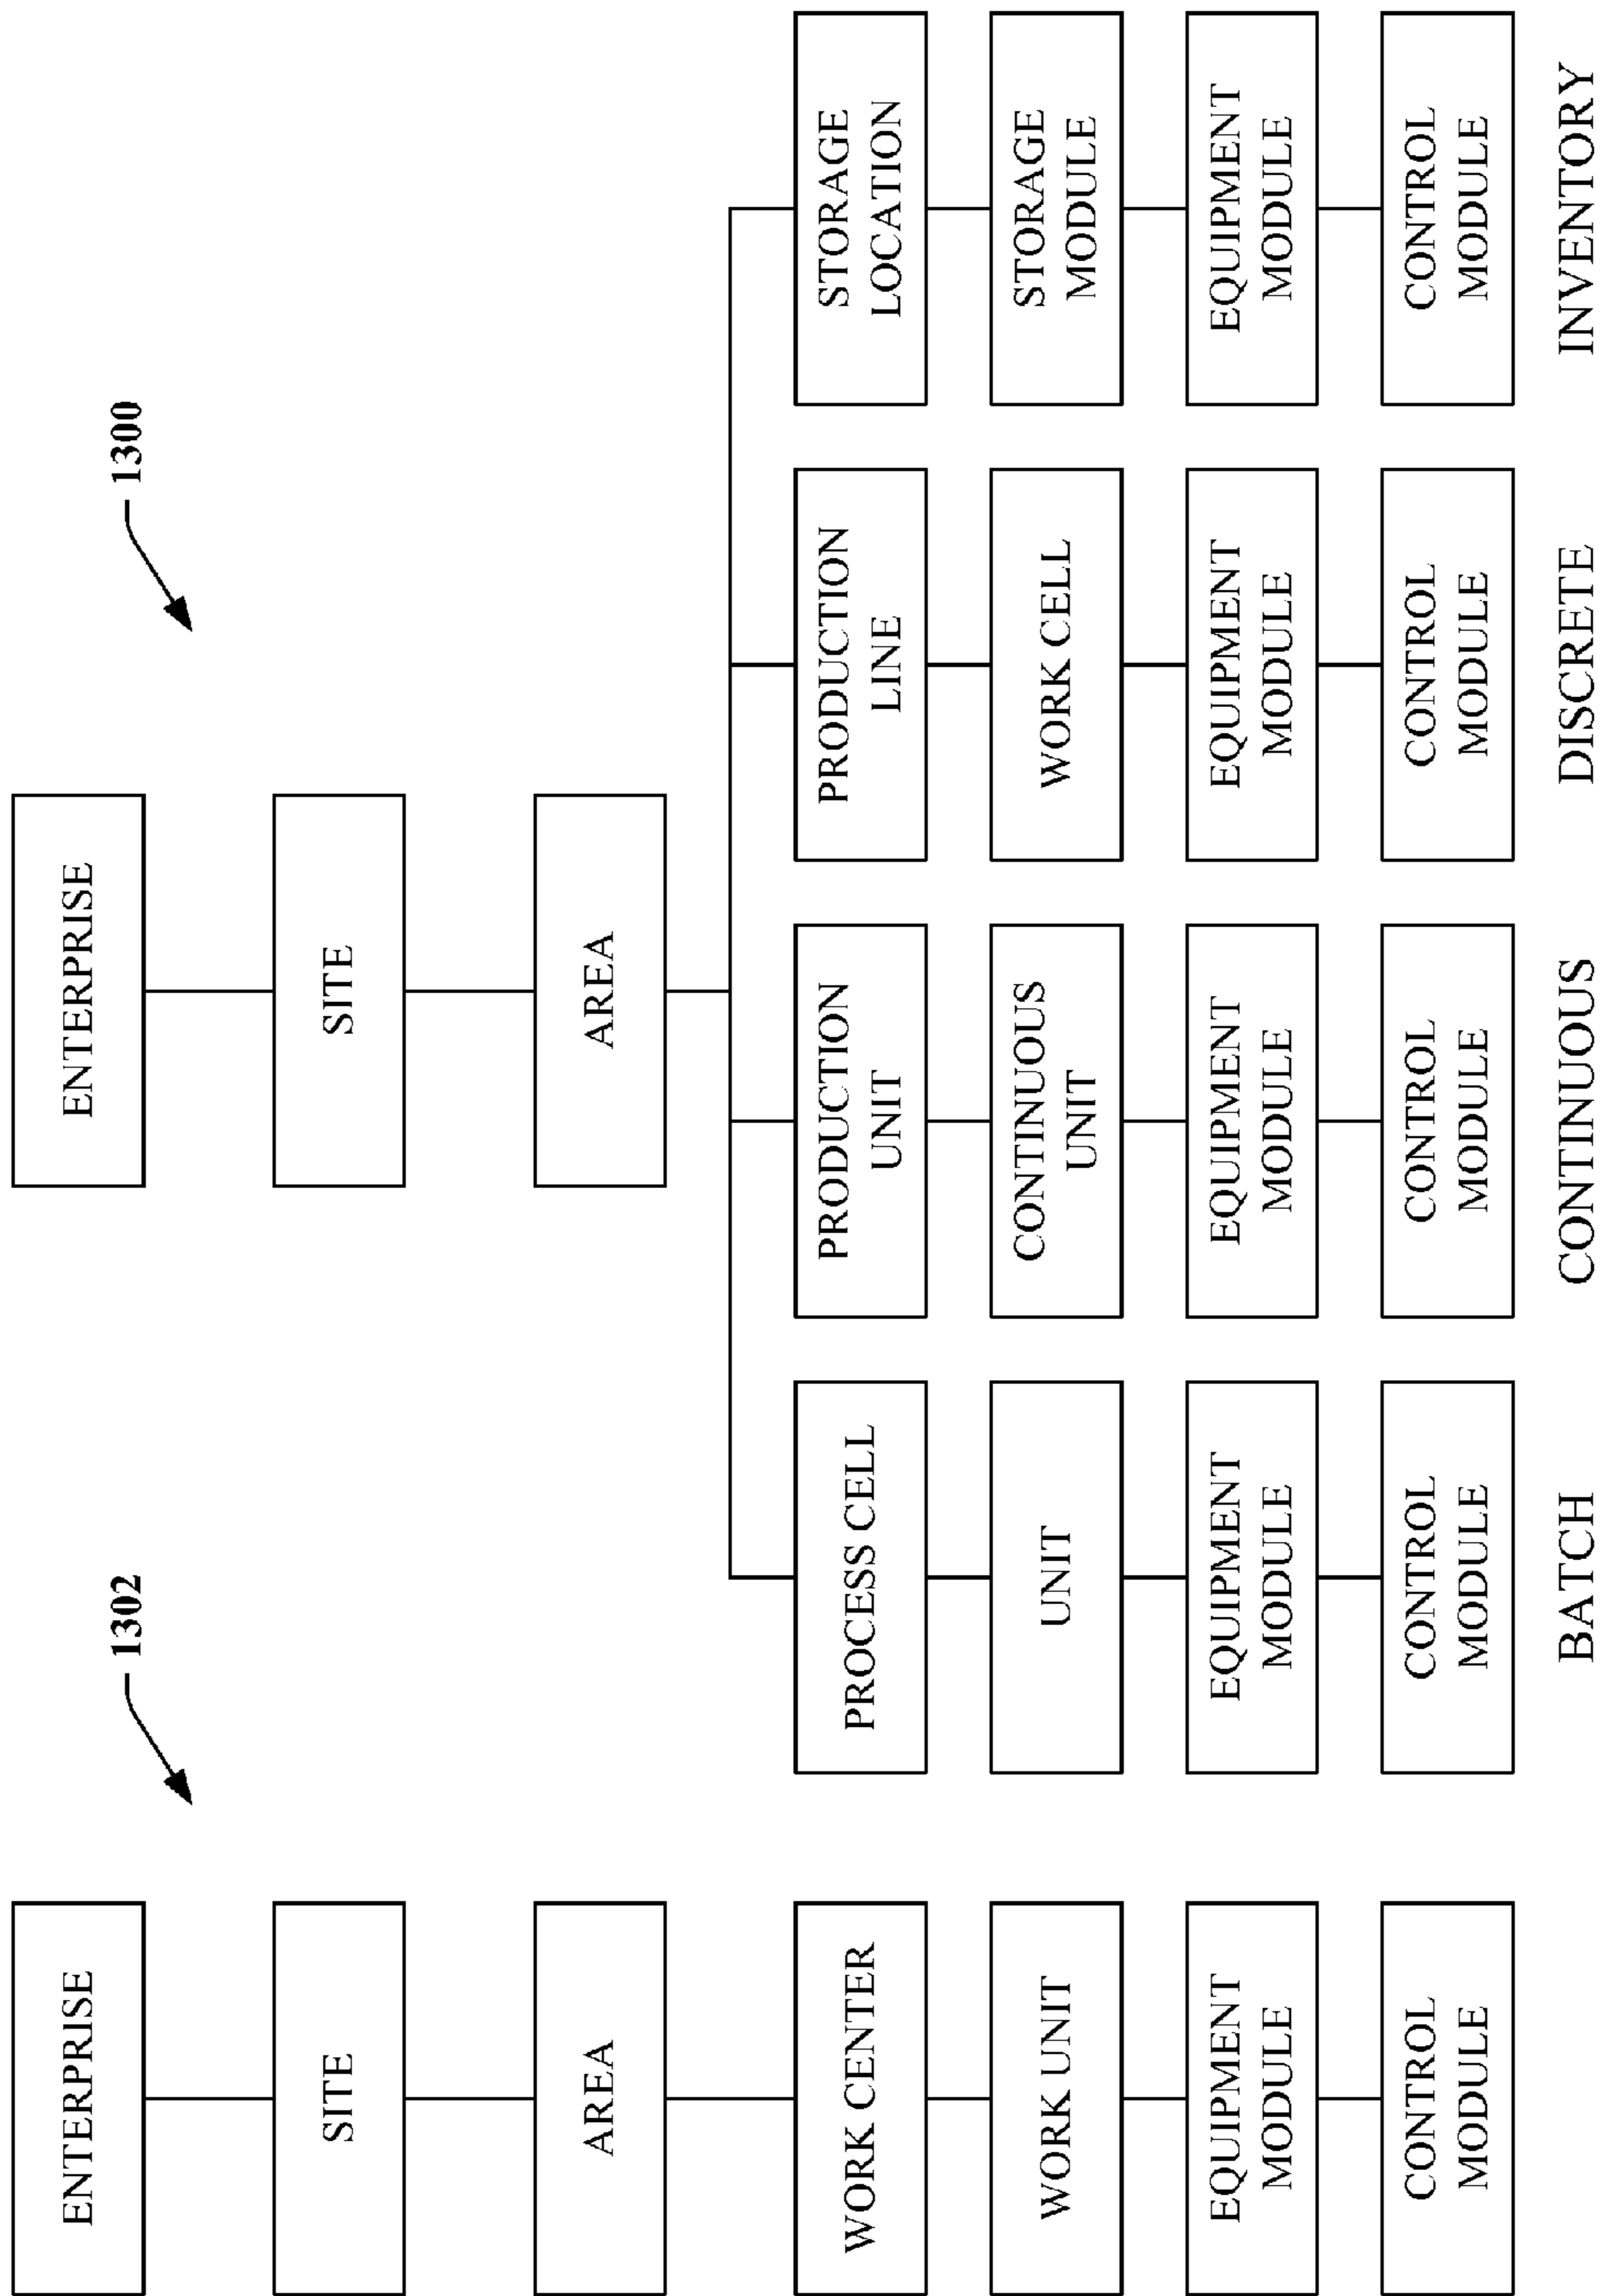 1302
ENTERPRISE
SITE
AREA
WORK CENTER
WORK UNIT
EQUIPMENT
MODULE
CONTROL
MODULE
1300
ENTERPRISE
SITE
AREA
PROCESS CELL
UNIT
EQUIPMENT
MODULE
CONTROL
MODULE
BATCH
PRODUCTION
UNIT
CONTINUOUS
UNIT
EQUIPMENT
MODULE
CONTROL
MODULE
CONTINUOUS
PRODUCTION
LINE
WORK CELL
EQUIPMENT
MODULE
CONTROL
MODULE
DISCRETE
STORAGE
LOCATION
STORAGE
MODULE
EQUIPMENT
MODULE
CONTROL
MODULE
INVENTORY